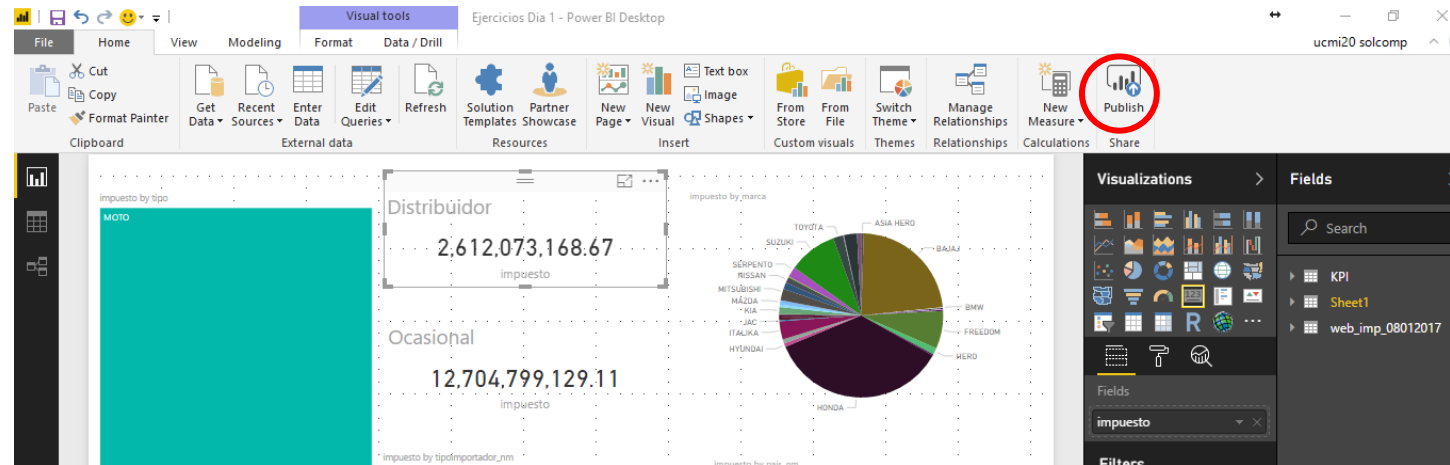 Visual tools
Ejercicios Dia 1 - Power BI Desktop
File
Home
View
Modeling
Format
Data / Drill
ucmi20 solcomp
Paste
Cut
Copy
Format Painter
Clipboard
Get Data
Recent Sources
Enter Data
Edit Queries
Refresh
External data
Solution Templates
Partner Showcase
Resources
New Page
New Visual
Text box
Image
Shapes
Insert
From Store
From File
Custom visuals
Switch Theme
Themes
Manage Relationships
Relationships
New Measure
Calculations
Publish
Share
impuesto by tipo
MOTO
Distribuidor
2,612,073,168.67
impuesto
Ocasional
12,704,799,129.11
impuesto
impuesto by tipoimportador_nm
impuesto by marca
TOYOTA
ASIA HERO
SUZUKI
BAJAJ
SERPENTO
NISSAN
MITSUBISHI
MAZDA
KIA
JAC
ITALIKA
HYUNDAI
BMW
FREEDOM
HERO
HONDA
impuesto by pais_nm
Visualizations
123
R
Fields
impuesto
Filters
Fields
Search
KPI
Sheet1
web_imp_08012017